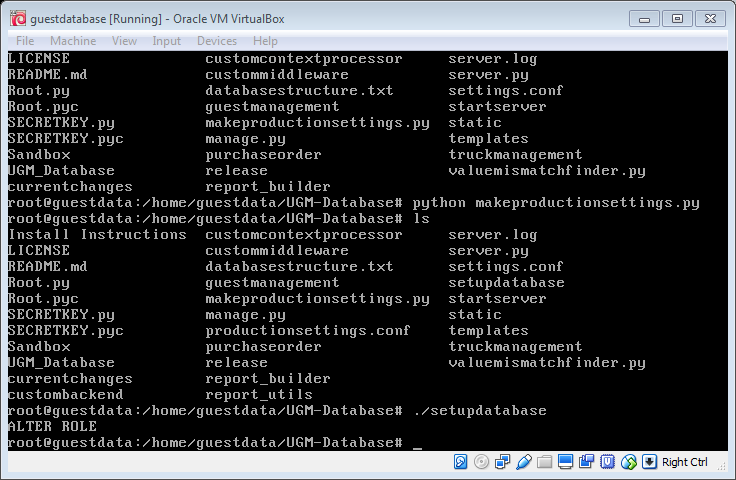 guestdatabase [Running] - Oracle VM VirtualBox
File Machine View Input Devices Help
LICENSE customcontextprocessor server.log
README.md custommiddleware server.py
Root.py databasestructure.txt settings.conf
Root.pyc guestmanagement startserver
SECRETKEY.py makeproductionsettings.py static
SECRETKEY.pyc manage.py templates
Sandbox purchaseorder truckmanagement
UGM_Database release valuemismatchfinder.py
currentchanges report_builder
root@guestdata:/home/guestdata/UGM-Database# python makeproductionsettings.py
root@guestdata:/home/guestdata/UGM-Database# ls
Install Instructions customcontextprocessor server.log
LICENSE custommiddleware server.py
README.md databasestructure.txt settings.conf
Root.py guestmanagement setupdatabase
Root.pyc makeproductionsettings.py startserver
SECRETKEY.py manage.py static
SECRETKEY.pyc productionsettings.conf templates
Sandbox purchaseorder truckmanagement
UGM_Database release valuemismatchfinder.py
currentchanges report_builder
custombackend report_utils
root@guestdata:/home/guestdata/UGM-Database# ./setupdatabase
ALTER ROLE
root@guestdata:/home/guestdata/UGM-Database# _
Right Ctrl